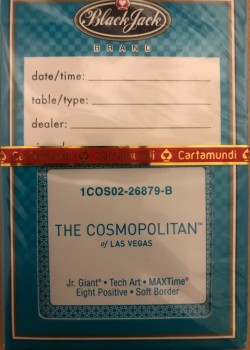 BlackJack
BRAND
date/time:
table/type:
dealer:
Cartamundi Cartamundi
1COS02-26879-B
THE COSMOPOLITAN™
of LAS VEGAS
Jr. Giant® • Tech Art • MAXTime®
Eight Positive • Soft Border